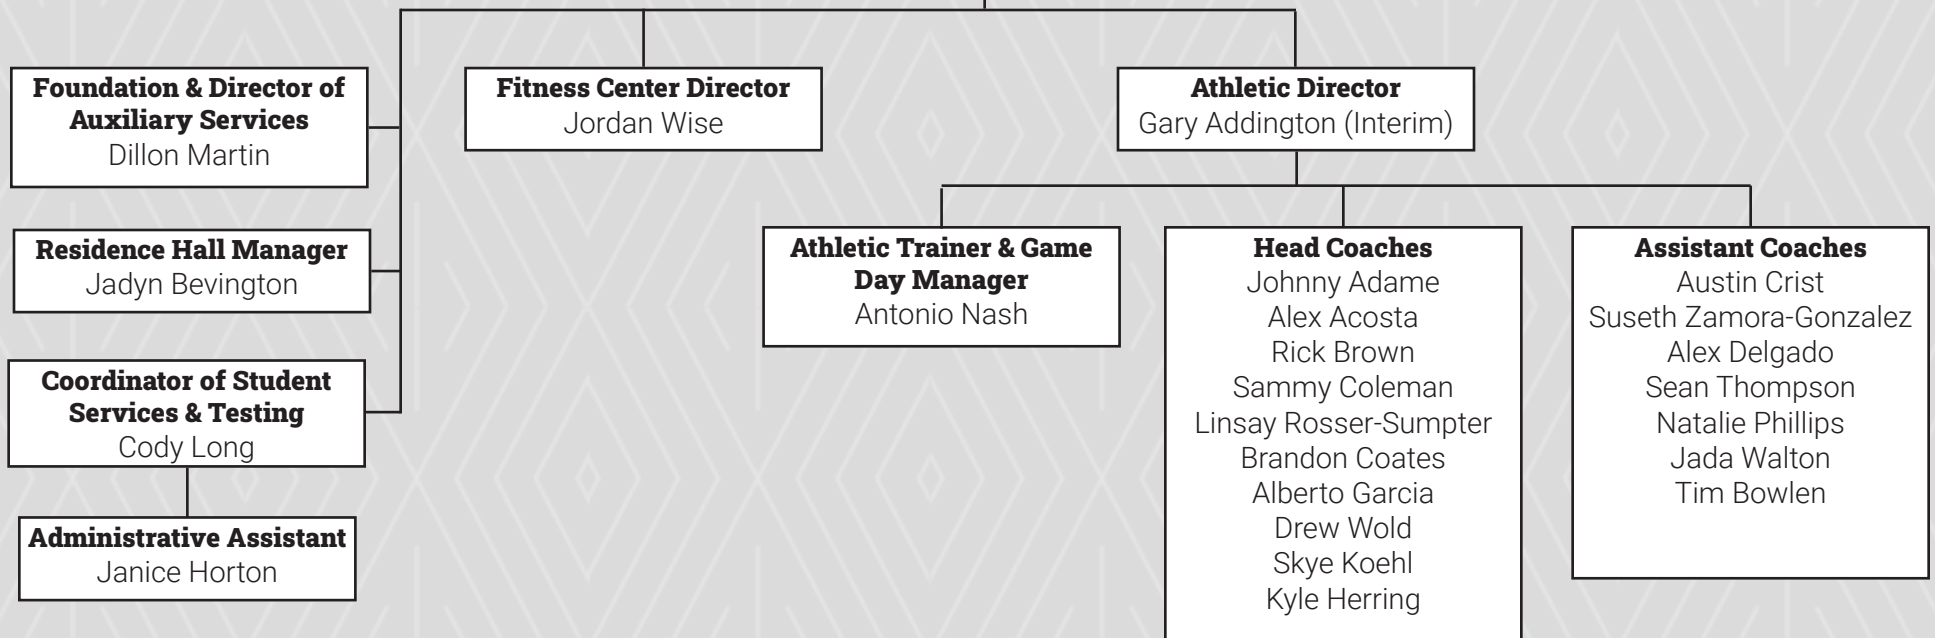 Foundation & Director of
Auxiliary Services
Dillon Martin
Fitness Center Director
Jordan Wise
Athletic Director
Gary Addington (Interim)
Residence Hall Manager
Jadyn Bevington
Athletic Trainer & Game
Day Manager
Antonio Nash
Head Coaches
Johnny Adame
Alex Acosta
Rick Brown
Sammy Coleman
Linsay Rosser-Sumpter
Brandon Coates
Alberto Garcia
Drew Wold
Skye Koehl
Kyle Herring
Assistant Coaches
Austin Crist
Suseth Zamora-Gonzalez
Alex Delgado
Sean Thompson
Natalie Phillips
Jada Walton
Tim Bowlen
Coordinator of Student
Services & Testing
Cody Long
Administrative Assistant
Janice Horton